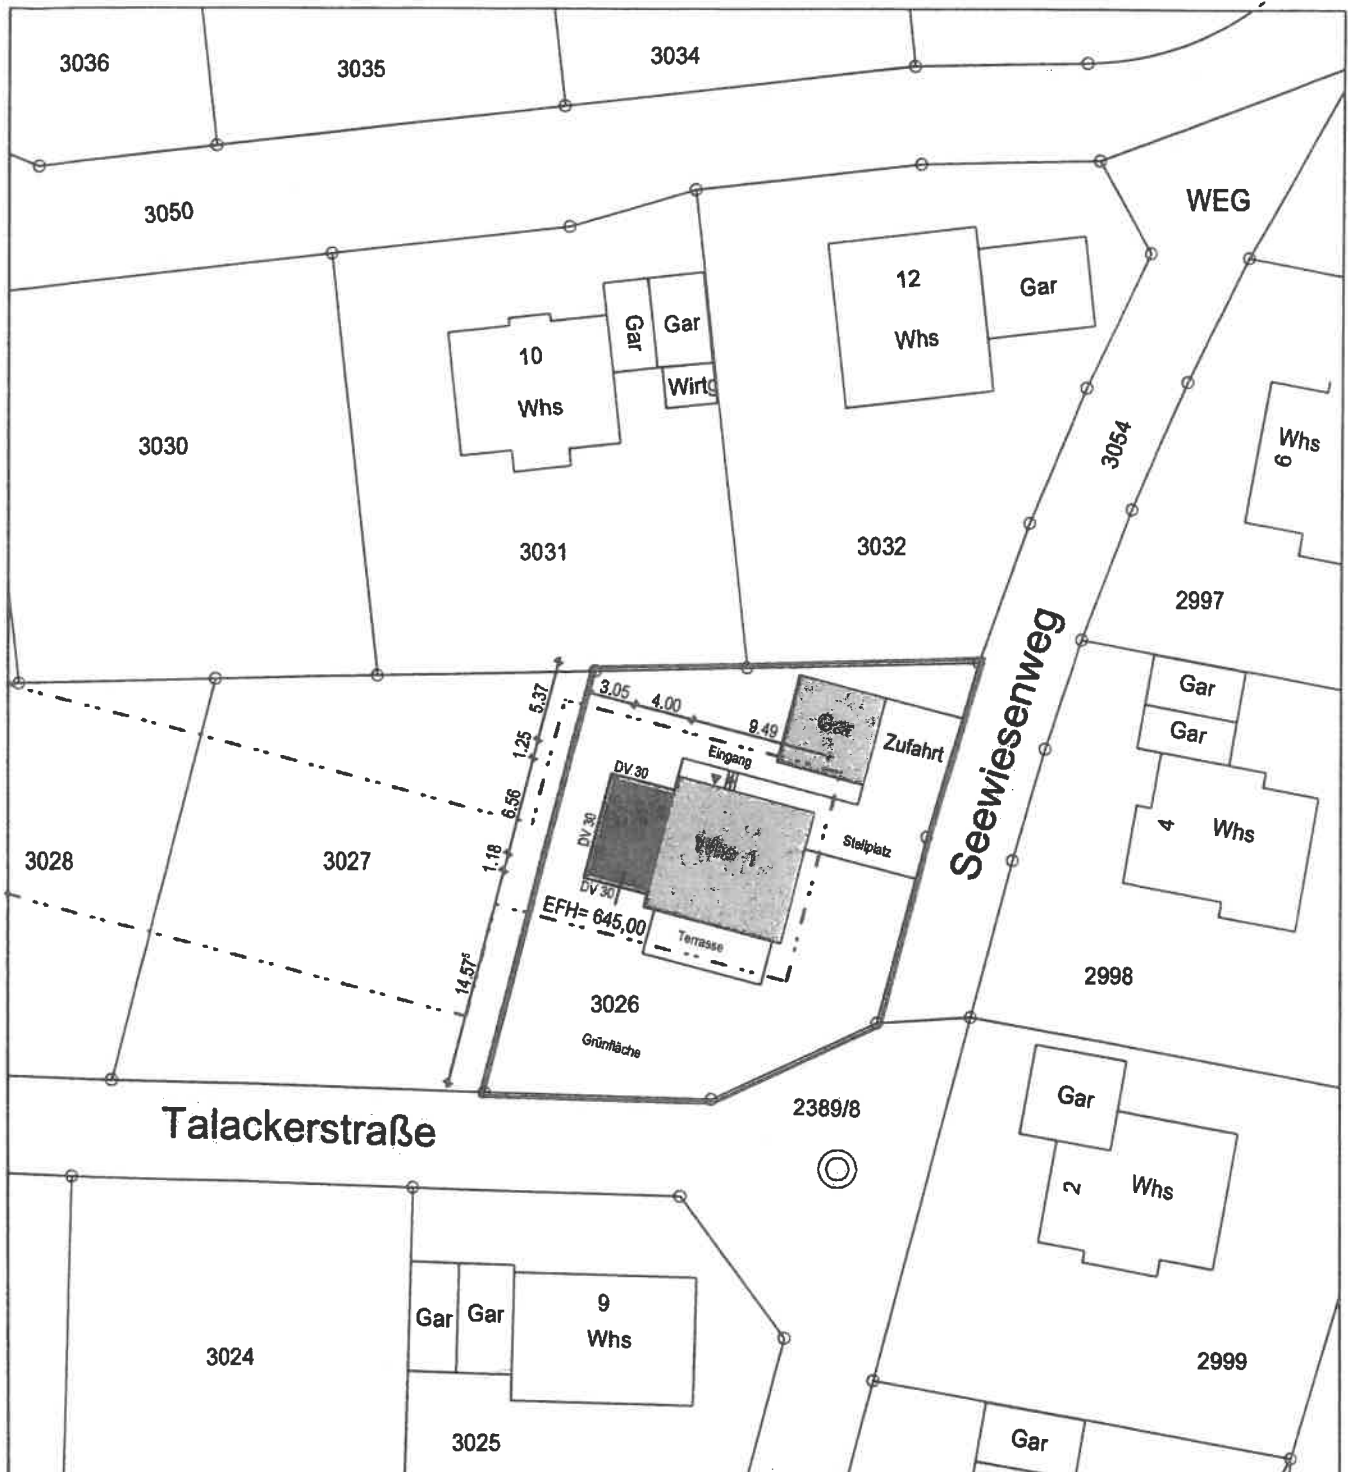 3036
3035
3034
3050
WEG
12
Whs
Gar
10
Whs
Gar
Gar
Wirtg
3030
3031
3032
3054
Whs
6
2997
Seewiesenweg
5.37
1.25
6.56
1.18
14.57⁵
3.05
4.00
9.49
Gar
Zufahrt
Eingang
DV 30
DV 30
DV 30
Stellplatz
EFH= 645,00
Terrasse
3026
Grünfläche
3028
3027
Gar
Gar
4
Whs
2998
Talackerstraße
2389/8
Gar
2
Whs
Gar
Gar
9
Whs
3024
3025
2999
Gar